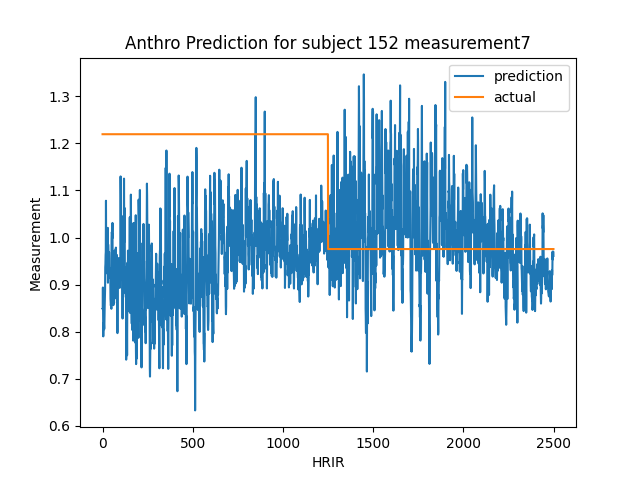 Anthro Prediction for subject 152 measurement7
prediction
actual
1.3
1.2
1.1
1.0
0.9
0.8
0.7
0.6
Measurement
0
500
1000
1500
2000
2500
HRIR